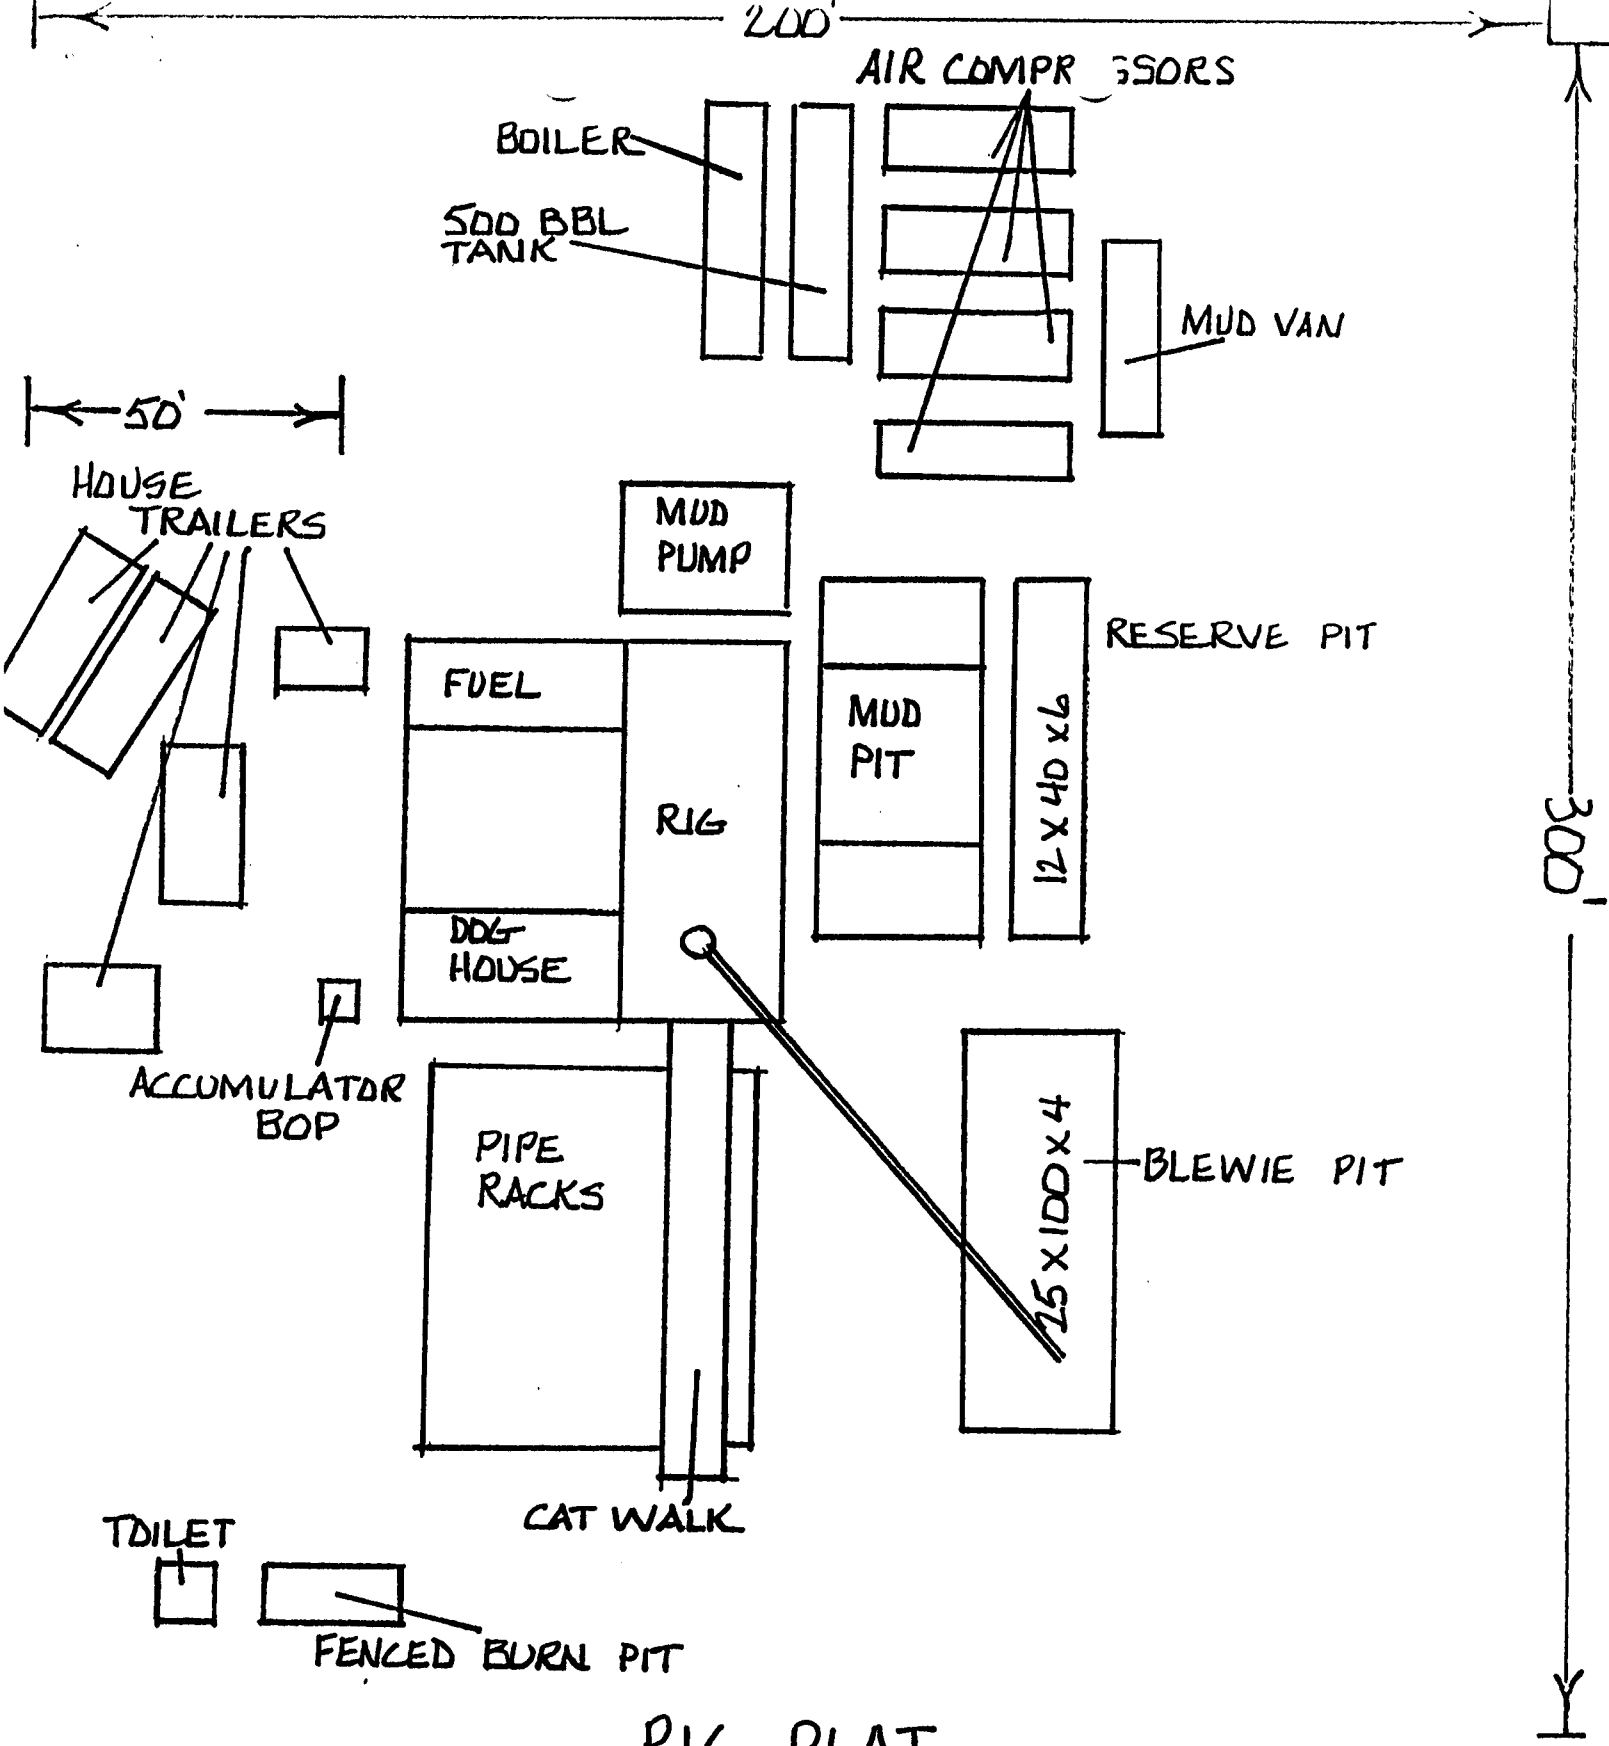 200'
AIR COMPR SSORS
BOILER
500 BBL
TANK
MUD VAN
50'
HOUSE
TRAILERS
MUD
PUMP
RESERVE PIT
FUEL
MUD
PIT
12 X 40 X 6
RIG
300'
DOG
HOUSE
ACCUMULATOR
BOP
PIPE
RACKS
25 X 100 X 4
BLEWIE PIT
CAT WALK
TOILET
FENCED BURN PIT
PLAT